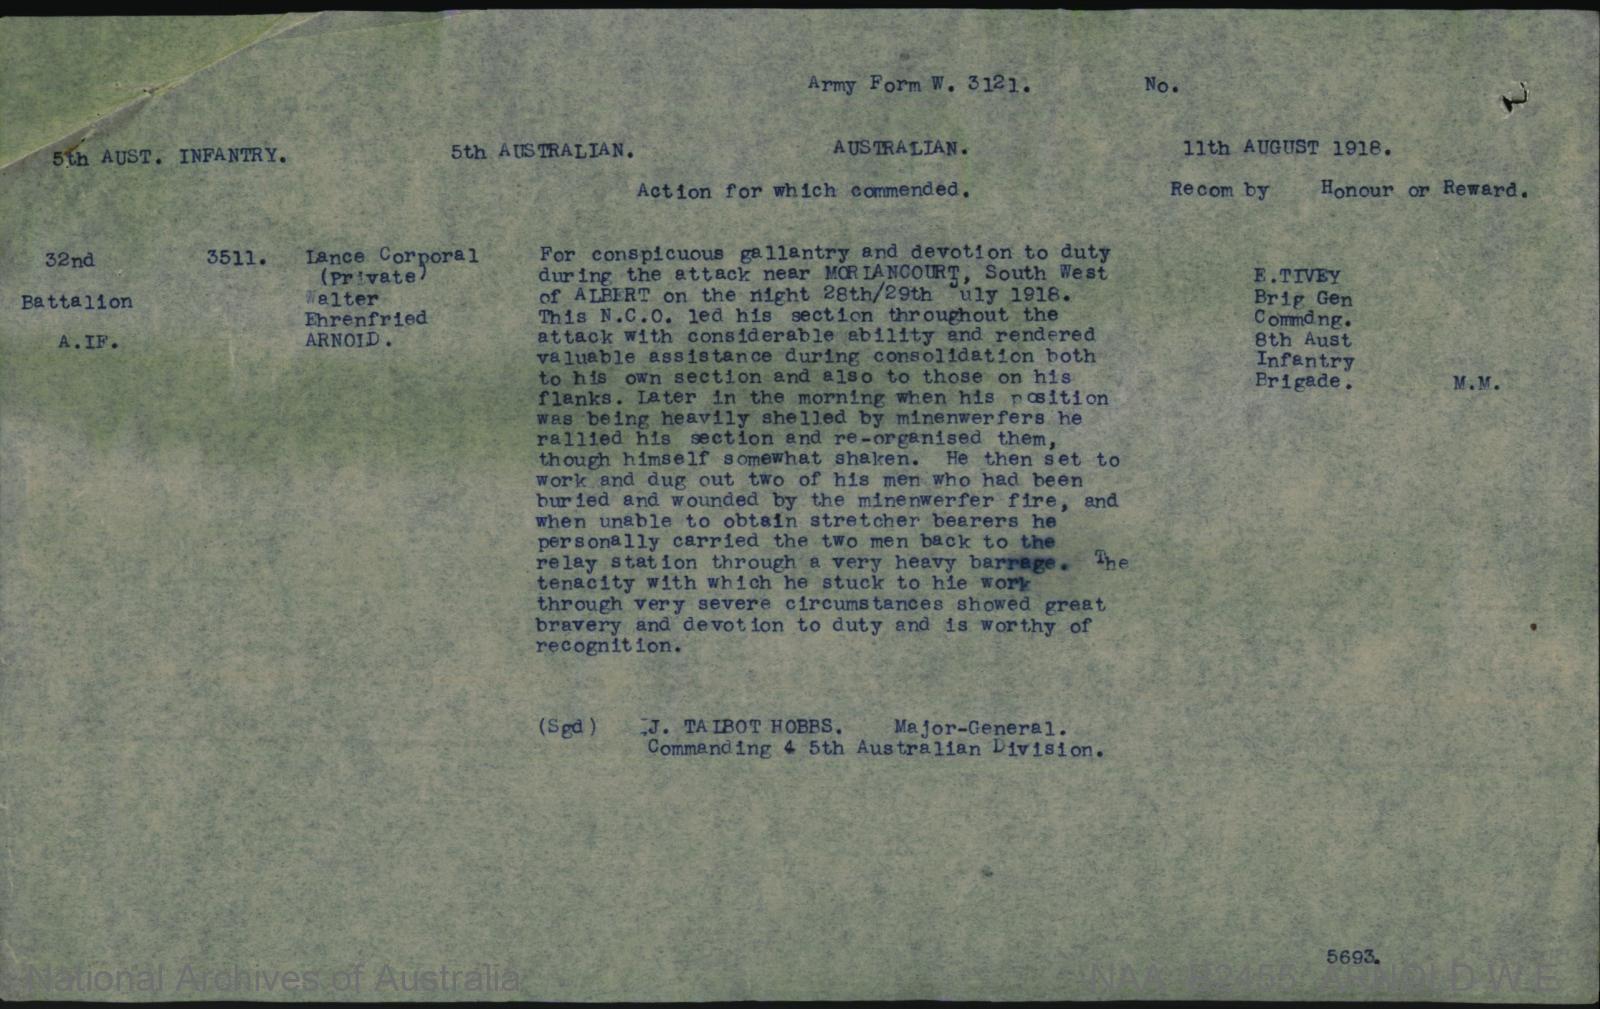 Army Form W. 3121. No.
5th AUST. INFANTRY. 5th AUSTRALIAN. AUSTRALIAN. 11th AUGUST 1918.
Action for which commended. Recom by Honour or Reward.
32nd
Battalion
A.IF.
3511.
Lance Corporal
(Private)
Walter
Ehrenfried
ARNOLD.
For conspicuous gallantry and devotion to duty
during the attack near MORIANCOURT, South West
of ALBERT on the night 28th/29th July 1918.
This N.C.O. led his section throughout the
attack with considerable ability and rendered
valuable assistance during consolidation both
to his own section and also to those on his
flanks. Later in the morning when his position
was being heavily shelled by minenwerfers he
rallied his section and re-organised them,
though himself somewhat shaken. He then set to
work and dug out two of his men who had been
buried and wounded by the minenwerfer fire, and
when unable to obtain stretcher bearers he
personally carried the two men back to the
relay station through a very heavy barrage. The
tenacity with which he stuck to hie work
through very severe circumstances showed great
bravery and devotion to duty and is worthy of
recognition.
E.TIVEY
Brig Gen
Commdng.
8th Aust
Infantry
Brigade. M.M.
(Sgd) J. TALBOT HOBBS. Major-General.
Commanding 4 5th Australian Division.
5693.
National Archives of Australia
NAA: B2455, ARNOLD W E